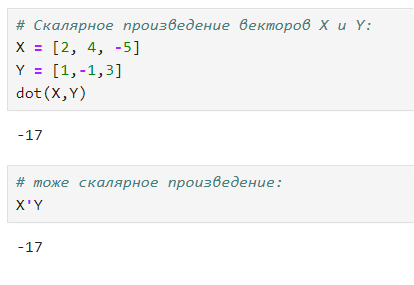 # Скалярное произведение векторов X и Y:
X = [2, 4, -5]
Y = [1,-1,3]
dot(X,Y)
-17
# тоже скалярное произведение:
X'Y
-17